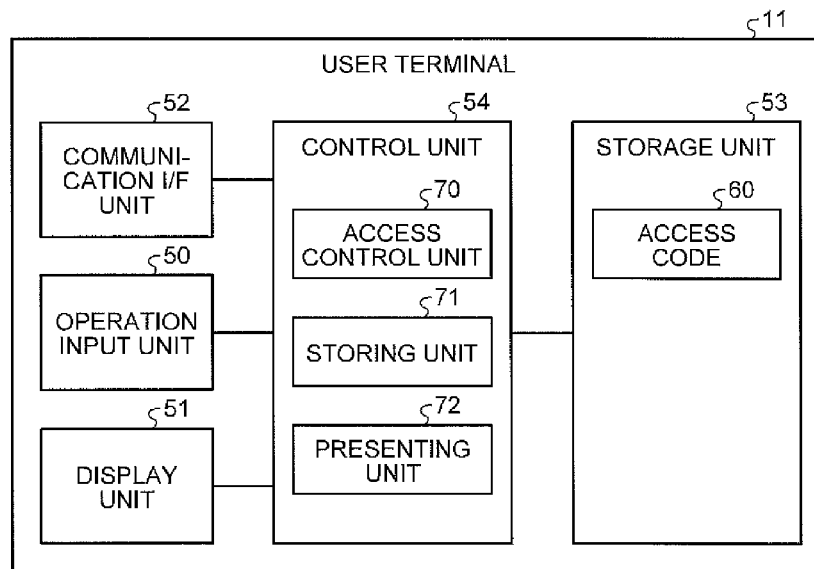 11
USER TERMINAL
52
COMMUNI-
CATION I/F
UNIT
50
OPERATION
INPUT UNIT
51
DISPLAY
UNIT
54
CONTROL UNIT
70
ACCESS
CONTROL UNIT
71
STORING UNIT
72
PRESENTING
UNIT
53
STORAGE UNIT
60
ACCESS
CODE